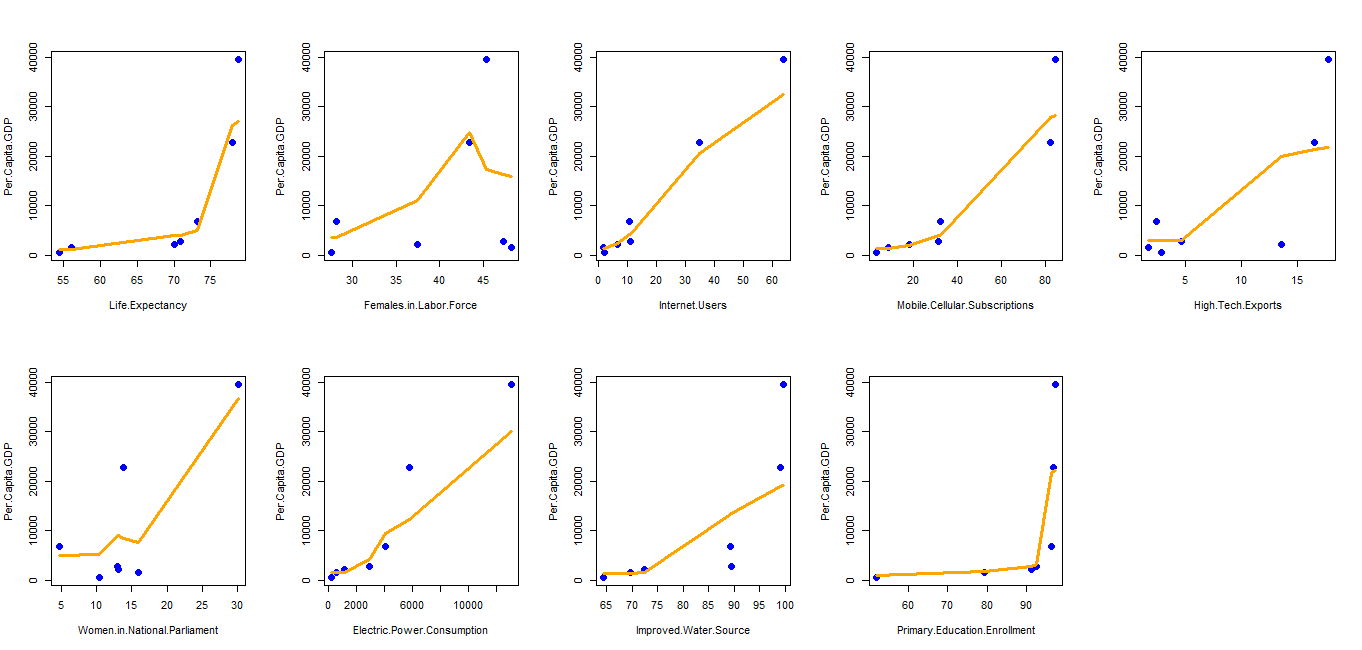 Per.Capita.GDP
0 10000 20000 30000 40000
55 60 65 70 75
Life.Expectancy
Per.Capita.GDP
0 10000 20000 30000 40000
30 35 40 45
Females.in.Labor.Force
Per.Capita.GDP
0 10000 20000 30000 40000
0 10 20 30 40 50 60
Internet.Users
Per.Capita.GDP
0 10000 20000 30000 40000
20 40 60 80
Mobile.Cellular.Subscriptions
Per.Capita.GDP
0 10000 20000 30000 40000
5 10 15
High.Tech.Exports
Per.Capita.GDP
0 10000 20000 30000 40000
5 10 15 20 25 30
Women.in.National.Parliament
Per.Capita.GDP
0 10000 20000 30000 40000
0 2000 6000 10000
Electric.Power.Consumption
Per.Capita.GDP
0 10000 20000 30000 40000
65 70 75 80 85 90 95 100
Improved.Water.Source
Per.Capita.GDP
0 10000 20000 30000 40000
60 70 80 90
Primary.Education.Enrollment